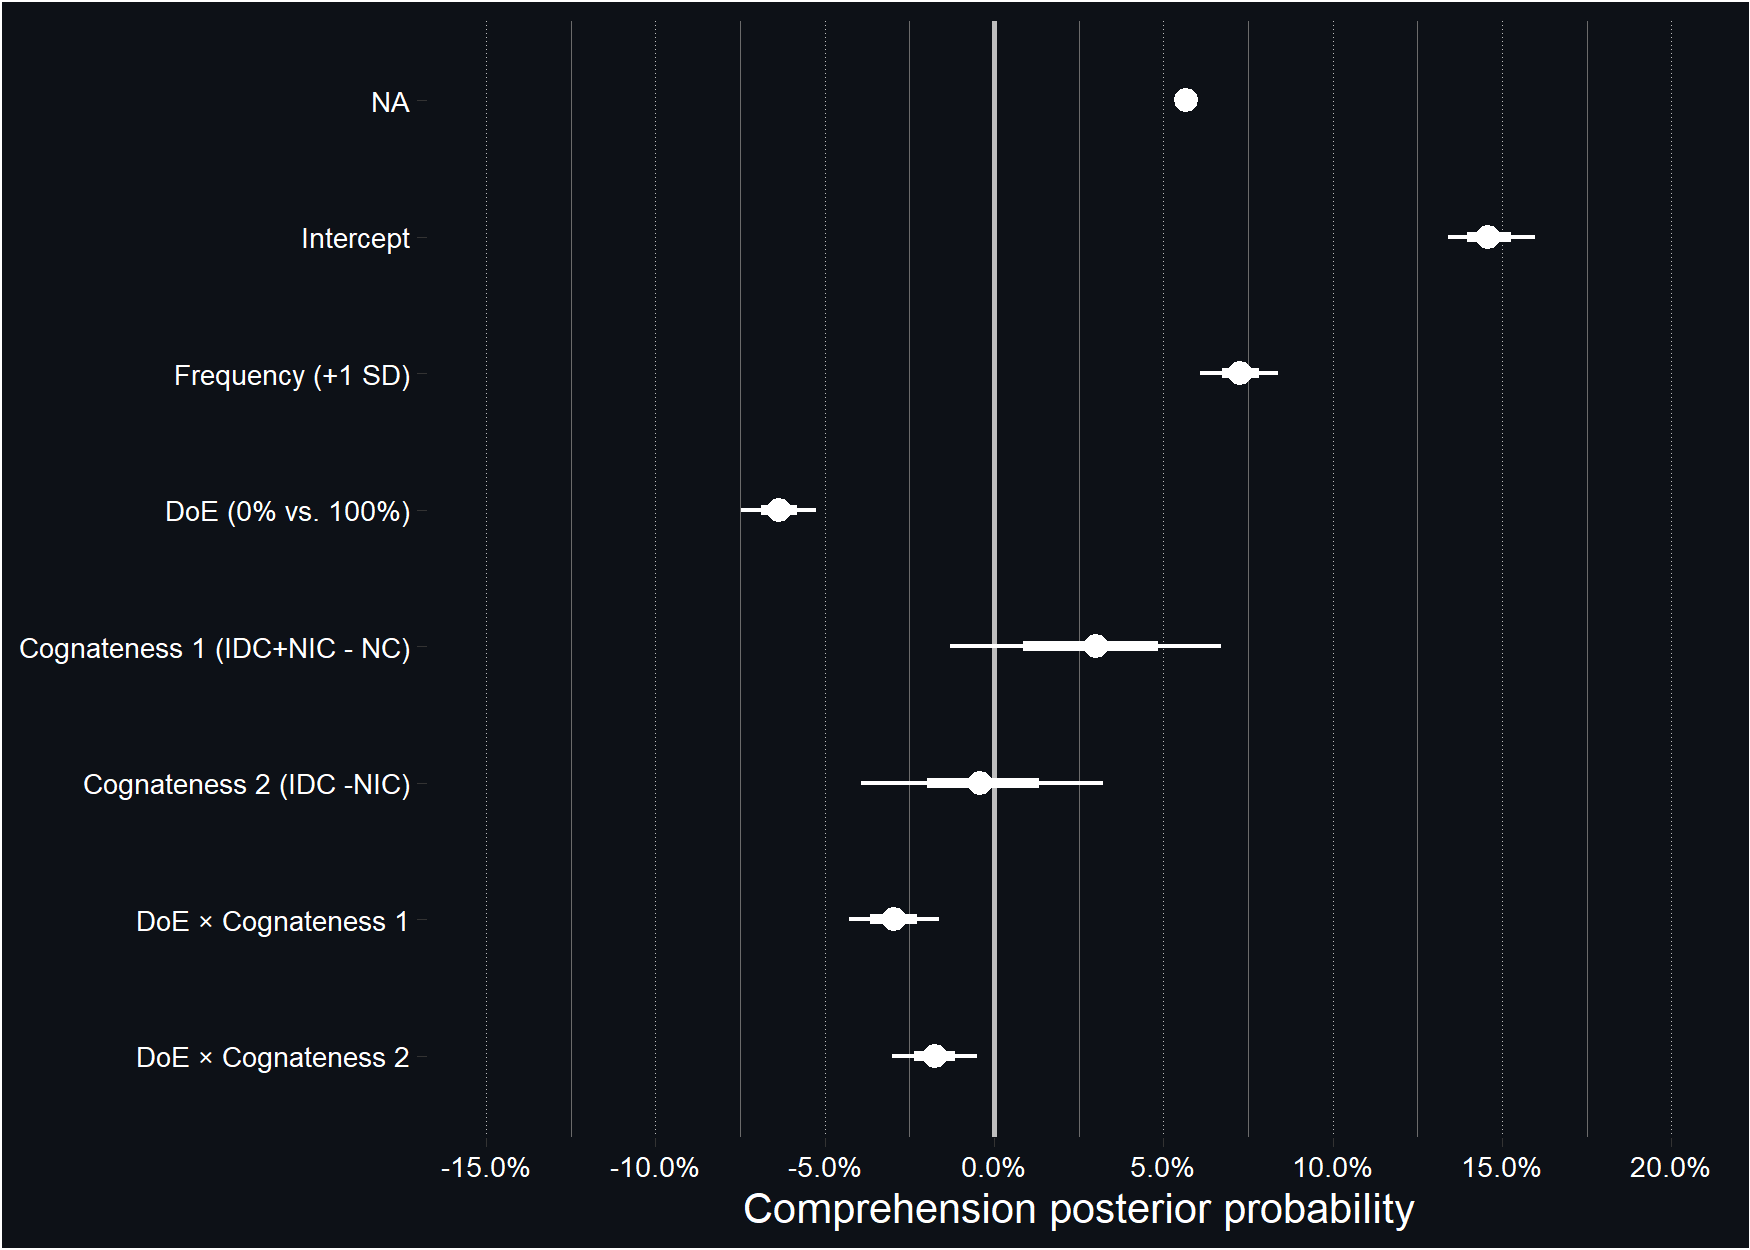 NA
Intercept
Frequency (+1 SD)
DoE (0% vs. 100%)
Cognateness 1 (IDC+NIC - NC)
Cognateness 2 (IDC -NIC)
DoE × Cognateness 1
DoE × Cognateness 2
-15.0% -10.0% -5.0% 0.0% 5.0% 10.0% 15.0% 20.0%
Comprehension posterior probability